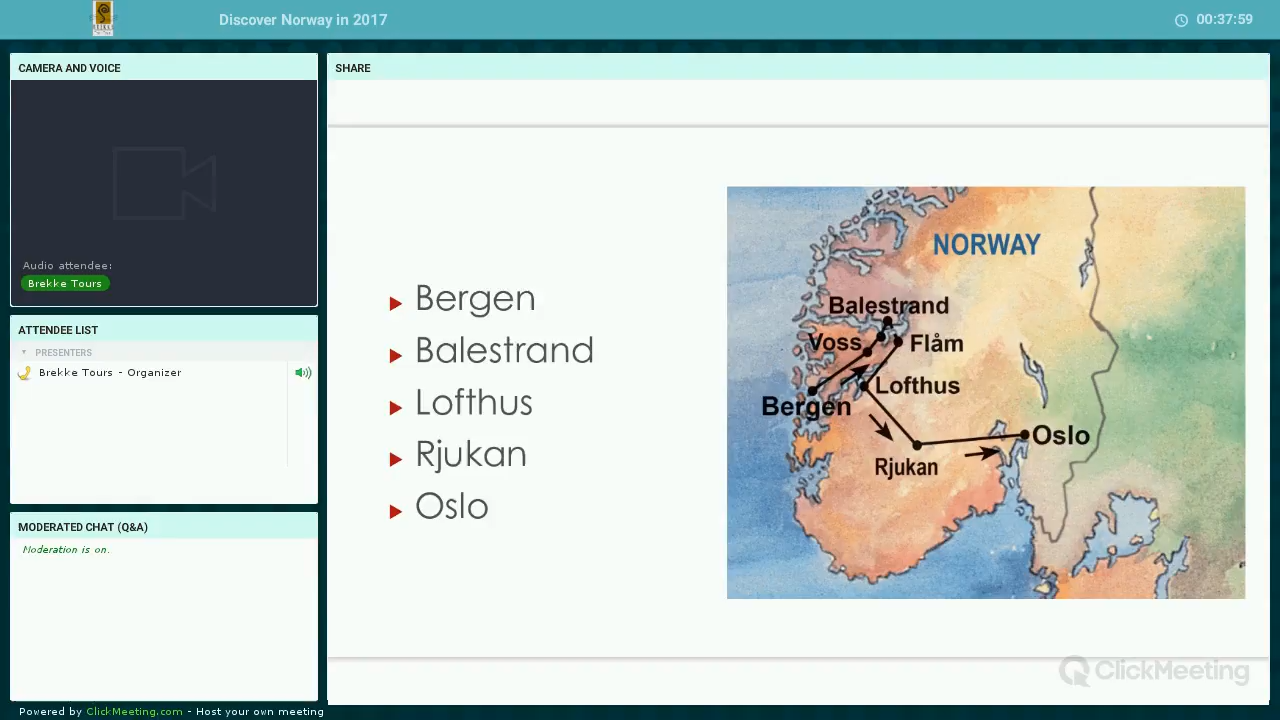 Discover Norway in 2017
00:37:59
CAMERA AND VOICE
Audio attendee:
Brekke Tours
ATTENDEE LIST
PRESENTERS
Brekke Tours - Organizer
MODERATED CHAT (Q&A)
Moderation is on.
SHARE
Bergen
Balestrand
Lofthus
Rjukan
Oslo
NORWAY
Balestrand
Voss
Flåm
Lofthus
Bergen
Oslo
Rjukan
ClickMeeting
Powered by ClickMeeting.com - Host your own meeting